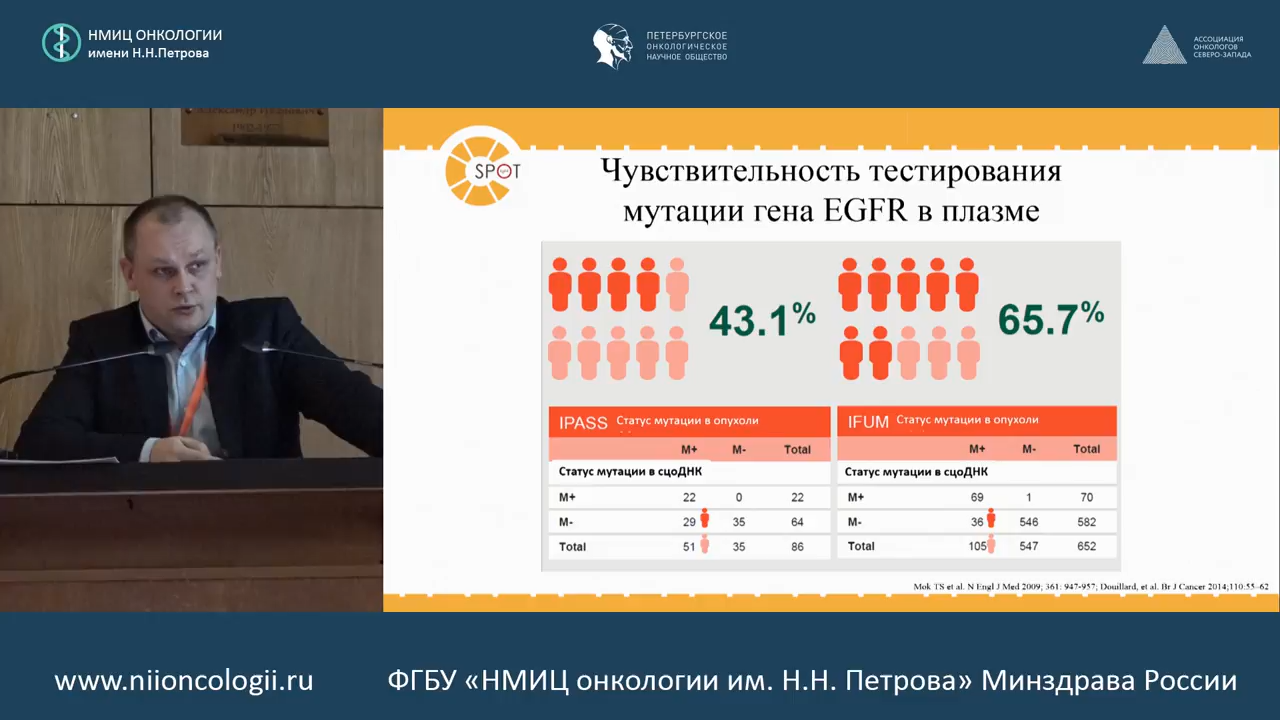 НМИЦ ОНКОЛОГИИ
имени Н.Н.Петрова
ПЕТЕРБУРГСКОЕ
ОНКОЛОГИЧЕСКОЕ
НАУЧНОЕ ОБЩЕСТВО
АССОЦИАЦИЯ
ОНКОЛОГОВ
СЕВЕРО-ЗАПАДА
SPOT
Чувствительность тестирования
мутации гена EGFR в плазме
43.1%
65.7%
IPASS Статус мутации в опухоли
M+ M- Total
Статус мутации в сцоДНК
M+ 22 0 22
M- 29 35 64
Total 51 35 86
IFUM Статус мутации в опухоли
M+ M- Total
Статус мутации в сцоДНК
M+ 69 1 70
M- 36 546 582
Total 105 547 652
Mok TS et al. N Engl J Med 2009; 361: 947-957; Douillard, et al. Br J Cancer 2014;110:55–62
www.niioncologii.ru
ФГБУ «НМИЦ онкологии им. Н.Н. Петрова» Минздрава России